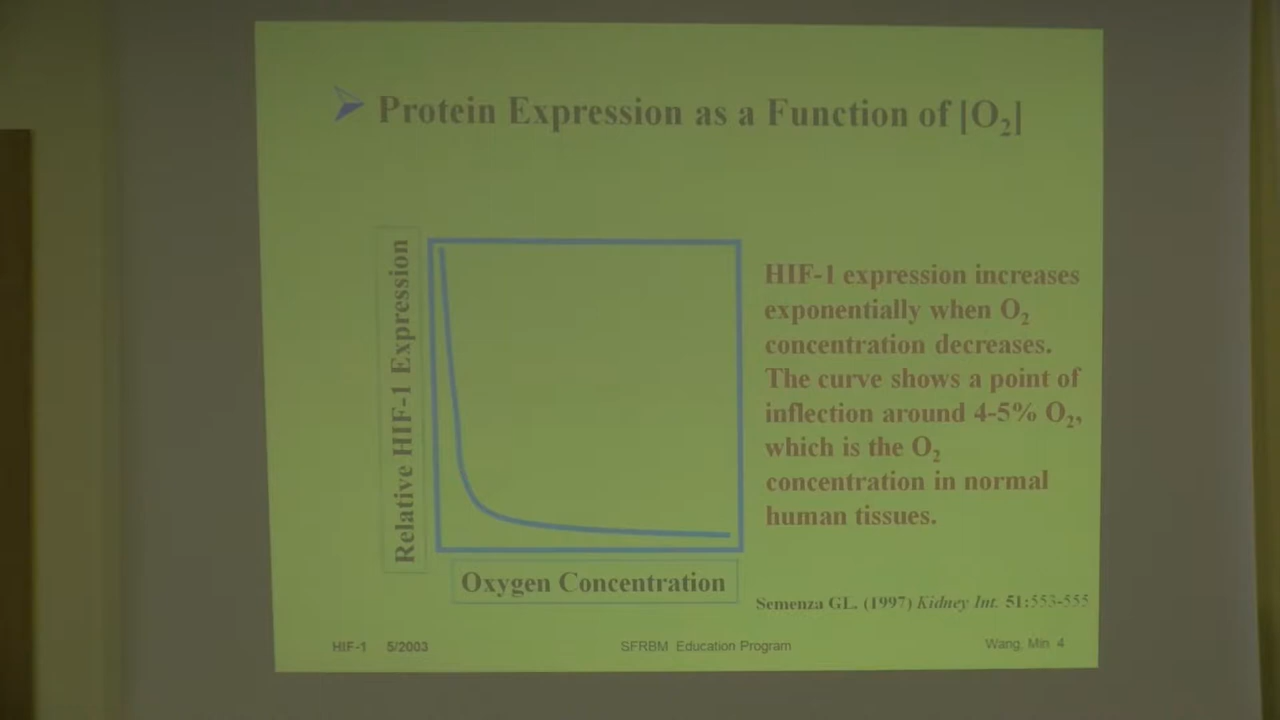 Protein Expression as a Function of [O₂]
Relative HIF-1 Expression
Oxygen Concentration
HIF-1 expression increases
exponentially when O₂
concentration decreases.
The curve shows a point of
inflection around 4-5% O₂,
which is the O₂
concentration in normal
human tissues.
Semenza GL. (1997) Kidney Int. 51:553-555
HIF-1 5/2003
SFRBM Education Program
Wang, Min 4